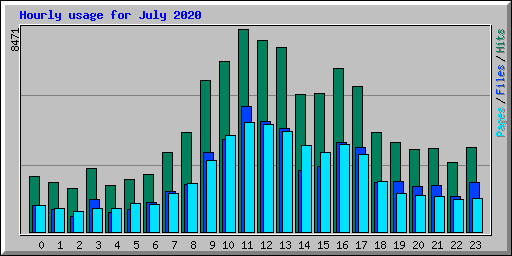 Hourly usage for July 2020
8471
Pages / Files / Hits
0 1 2 3 4 5 6 7 8 9 10 11 12 13 14 15 16 17 18 19 20 21 22 23